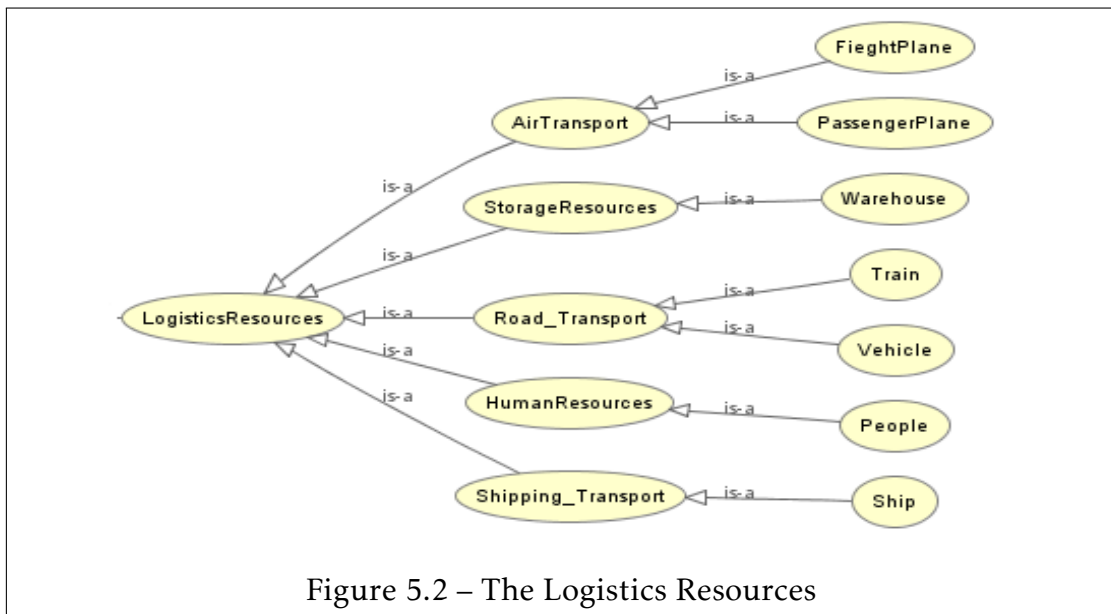 FieghtPlane
is-a
AirTransport
is-a
PassengerPlane
is-a
StorageResources
is-a
Warehouse
is-a
Train
is-a
LogisticsResources
is-a
Road_Transport
is-a
Vehicle
is-a
HumanResources
is-a
People
is-a
Shipping_Transport
is-a
Ship
Figure 5.2 – The Logistics Resources